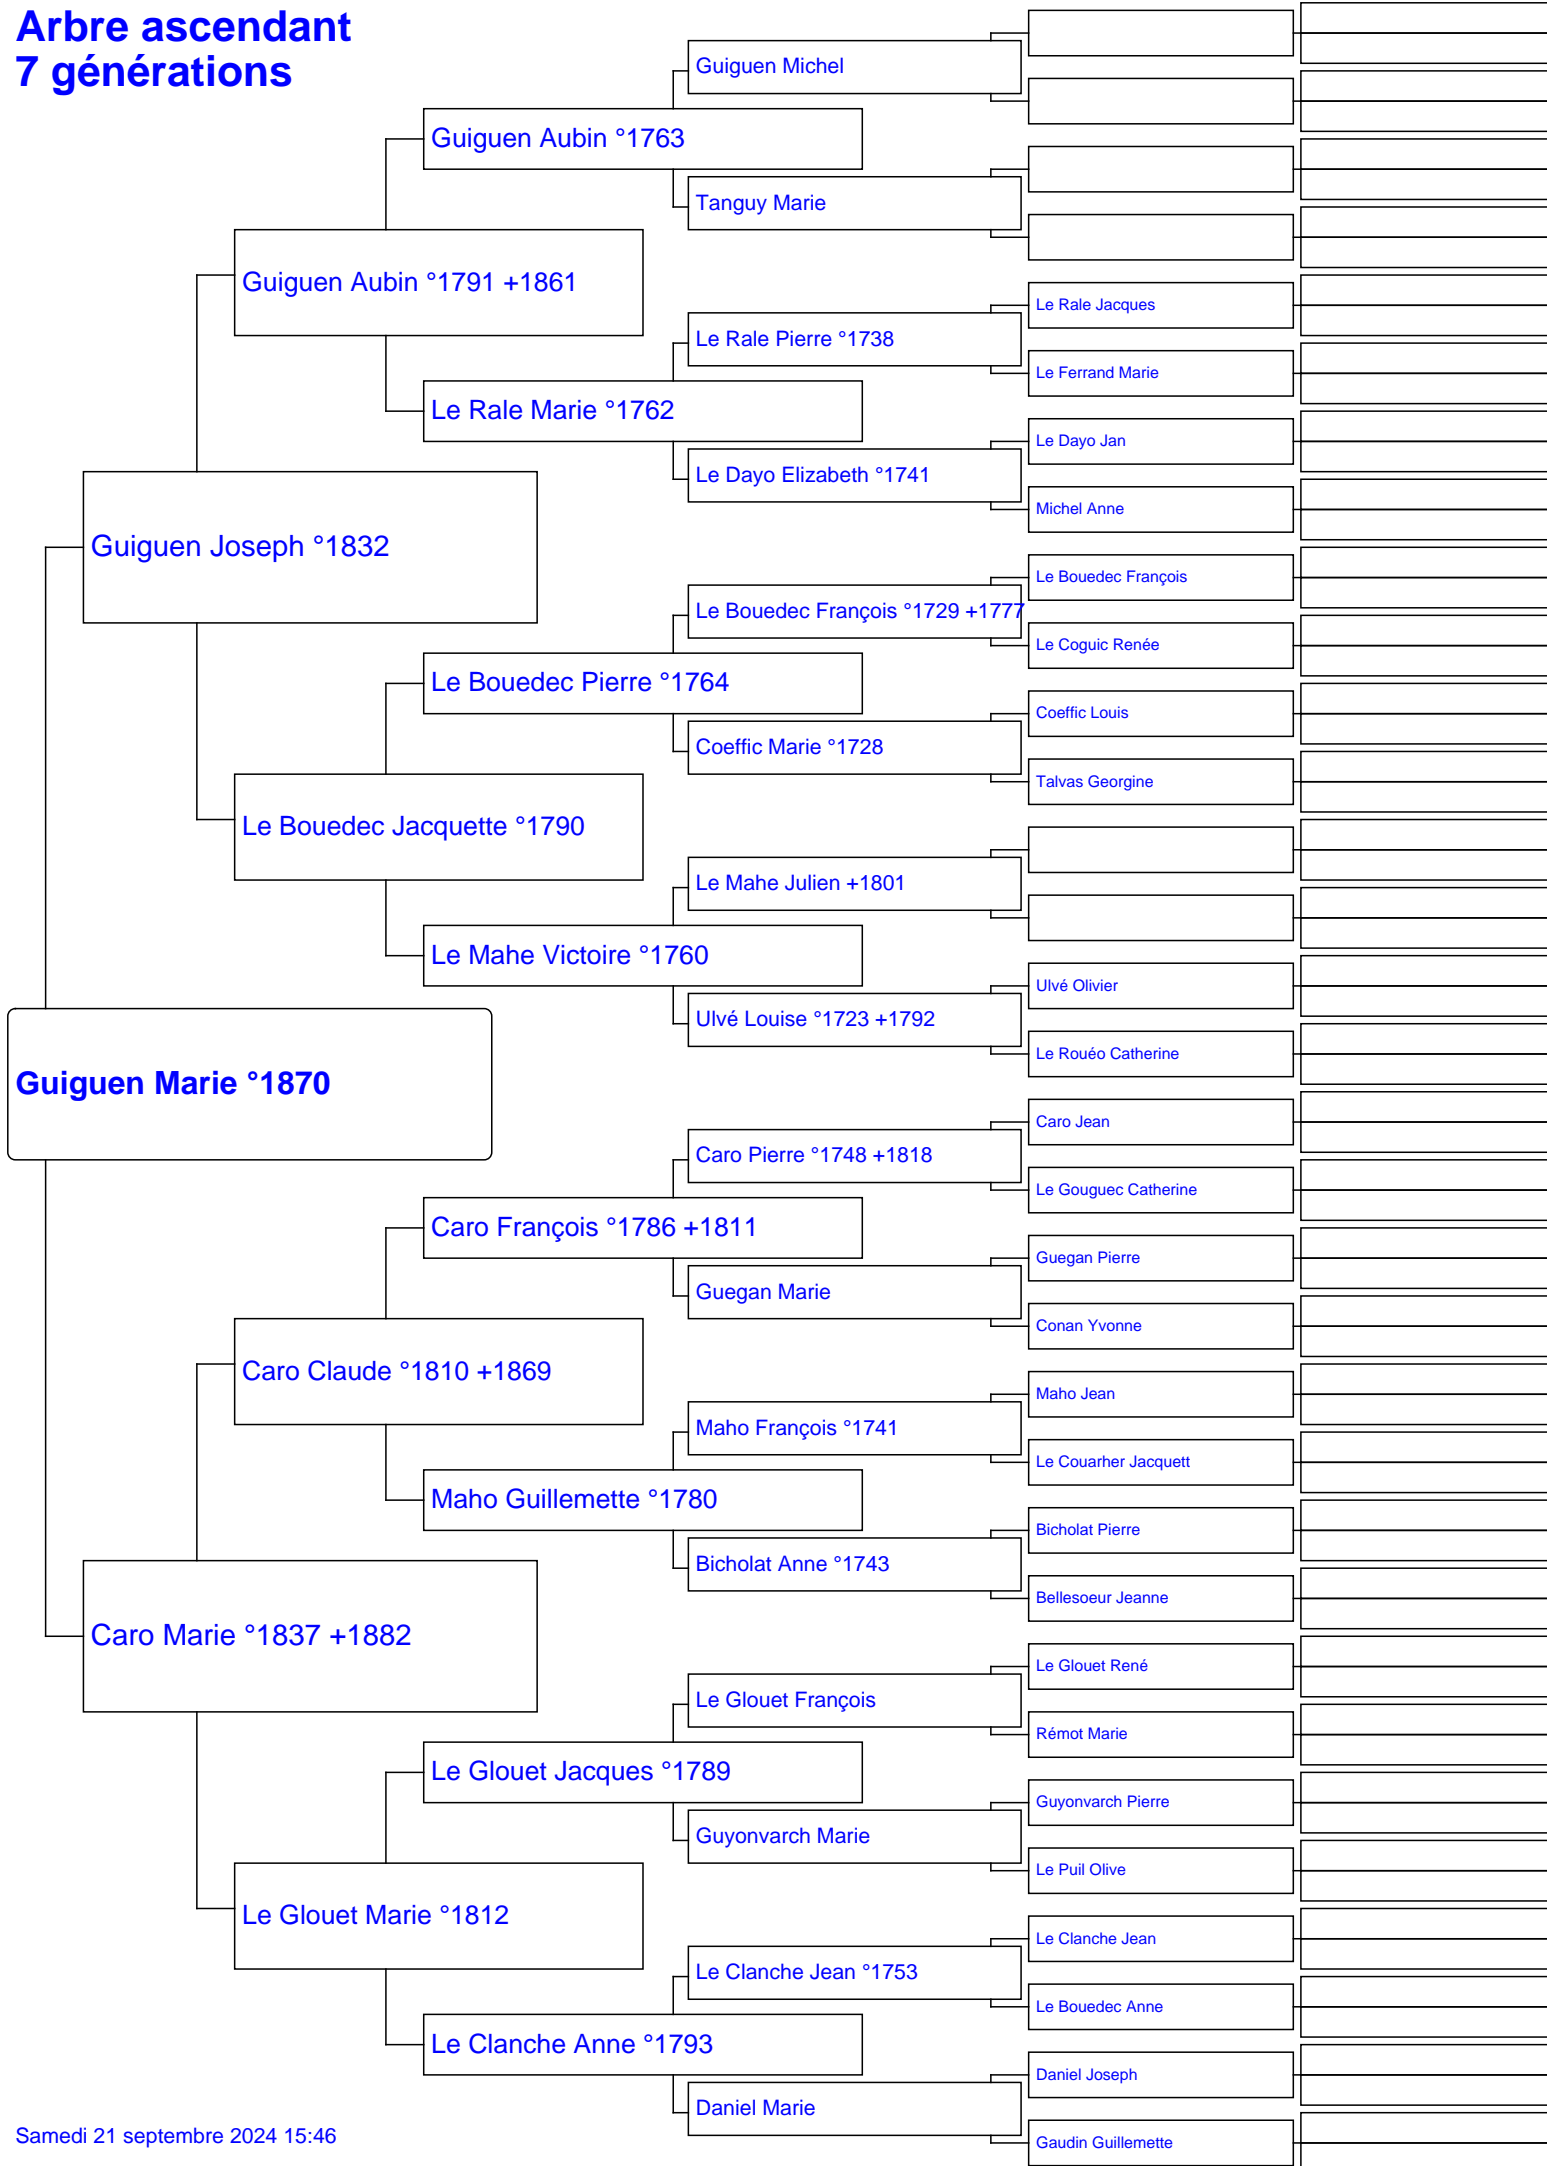 Arbre ascendant
7 générations
Guiguen Michel
Guiguen Aubin °1763
Tanguy Marie
Guiguen Aubin °1791 +1861
Le Rale Jacques
Le Rale Pierre °1738
Le Ferrand Marie
Le Rale Marie °1762
Le Dayo Jan
Le Dayo Elizabeth °1741
Michel Anne
Guiguen Joseph °1832
Le Bouedec François
Le Bouedec François °1729 +1777
Le Coguic Renée
Le Bouedec Pierre °1764
Coeffic Louis
Coeffic Marie °1728
Talvas Georgine
Le Bouedec Jacquette °1790
Le Mahe Julien +1801
Le Mahe Victoire °1760
Ulvé Olivier
Ulvé Louise °1723 +1792
Le Rouéo Catherine
Guiguen Marie °1870
Caro Jean
Caro Pierre °1748 +1818
Le Gouguec Catherine
Caro François °1786 +1811
Guegan Pierre
Guegan Marie
Conan Yvonne
Caro Claude °1810 +1869
Maho Jean
Maho François °1741
Le Couarher Jacquett
Maho Guillemette °1780
Bicholat Pierre
Bicholat Anne °1743
Bellesoeur Jeanne
Caro Marie °1837 +1882
Le Glouet René
Le Glouet François
Rémot Marie
Le Glouet Jacques °1789
Guyonvarch Pierre
Guyonvarch Marie
Le Puil Olive
Le Glouet Marie °1812
Le Clanche Jean
Le Clanche Jean °1753
Le Bouedec Anne
Le Clanche Anne °1793
Daniel Joseph
Daniel Marie
Gaudin Guillemette
Samedi 21 septembre 2024 15:46